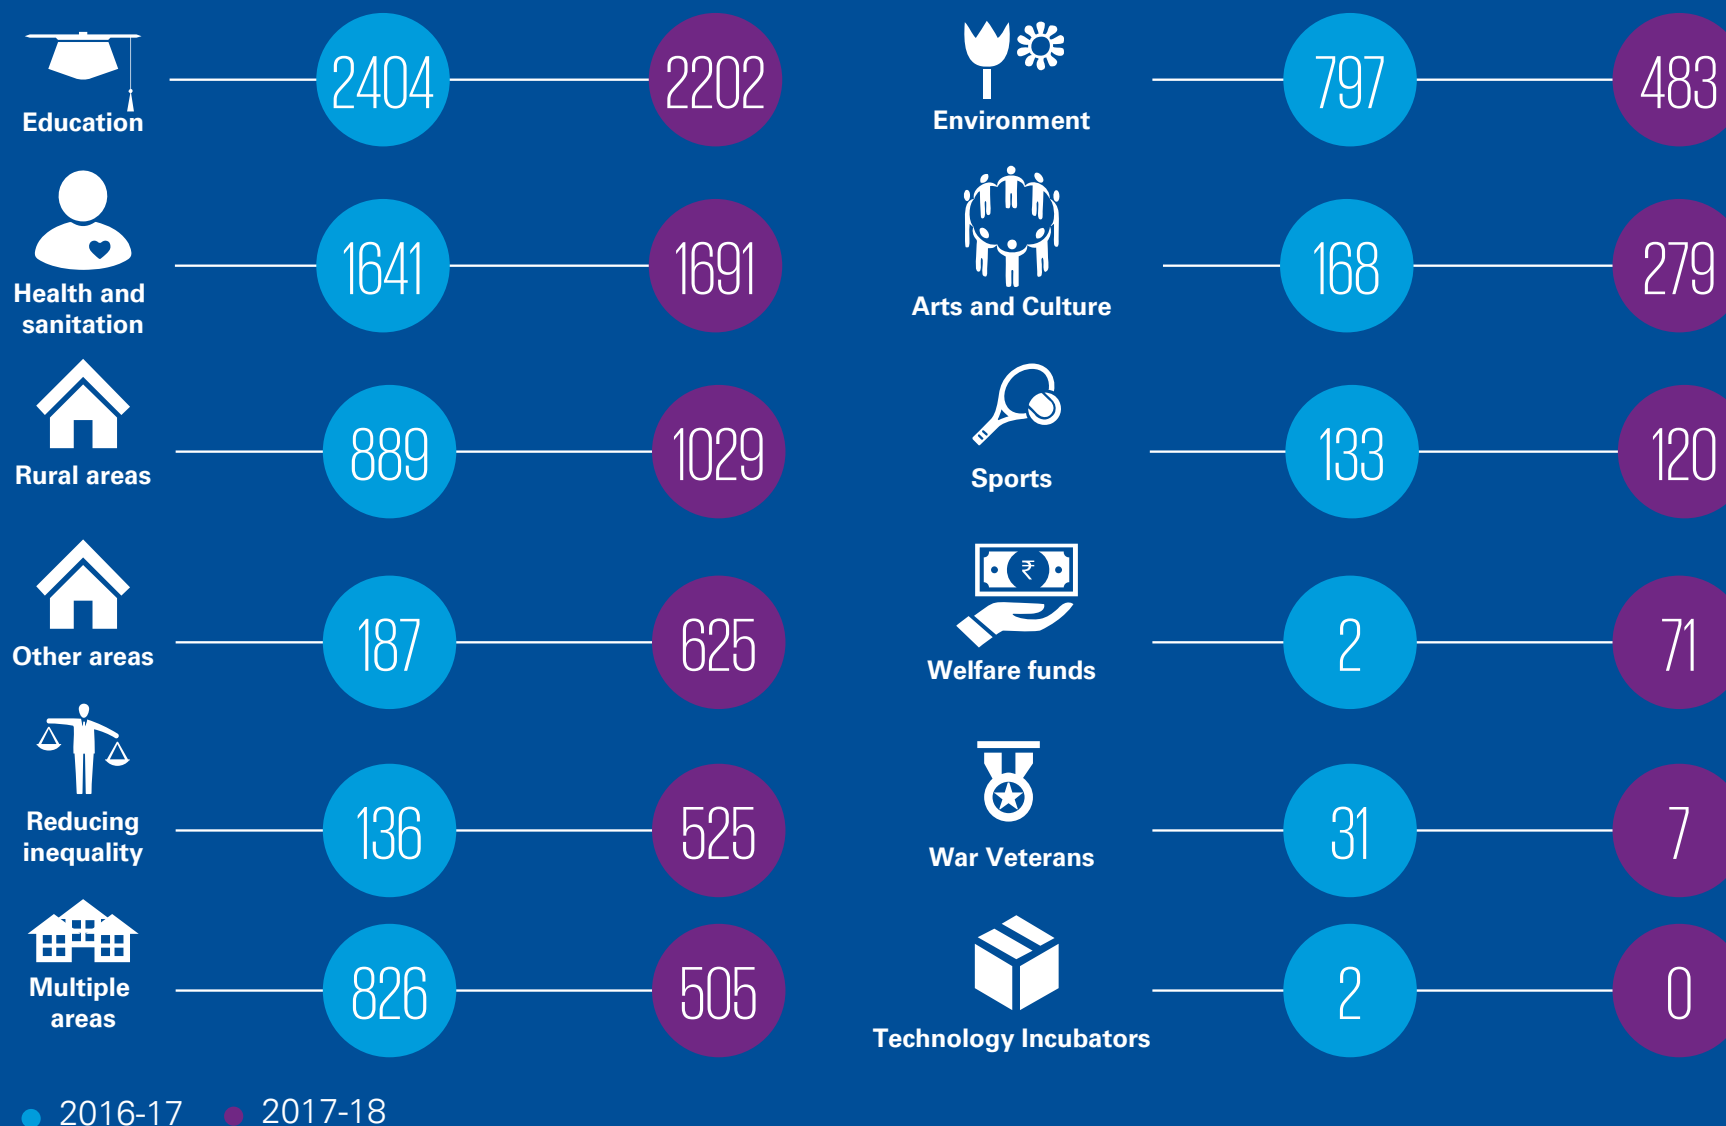 Education
2404
2202
Health and
sanitation
1641
1691
Rural areas
889
1029
Other areas
187
625
Reducing
inequality
136
525
Multiple
areas
826
505
Environment
797
483
Arts and Culture
168
279
Sports
133
120
₹
Welfare funds
2
71
War Veterans
31
7
Technology Incubators
2
0
2016-17
2017-18